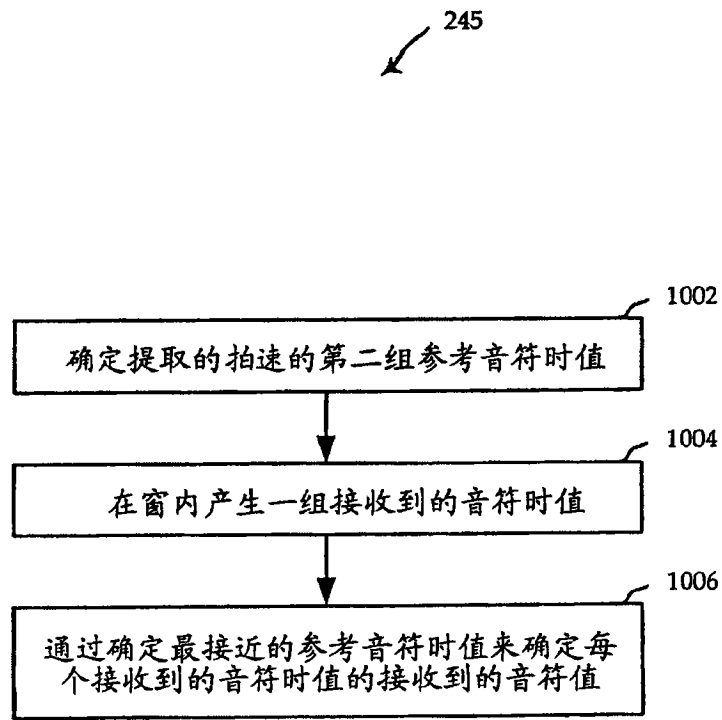 245
1002
确定提取的拍速的第二组参考音符时值
1004
在窗内产生一组接收到的音符时值
1006
通过确定最接近的参考音符时值来确定每
个接收到的音符时值的接收到的音符值